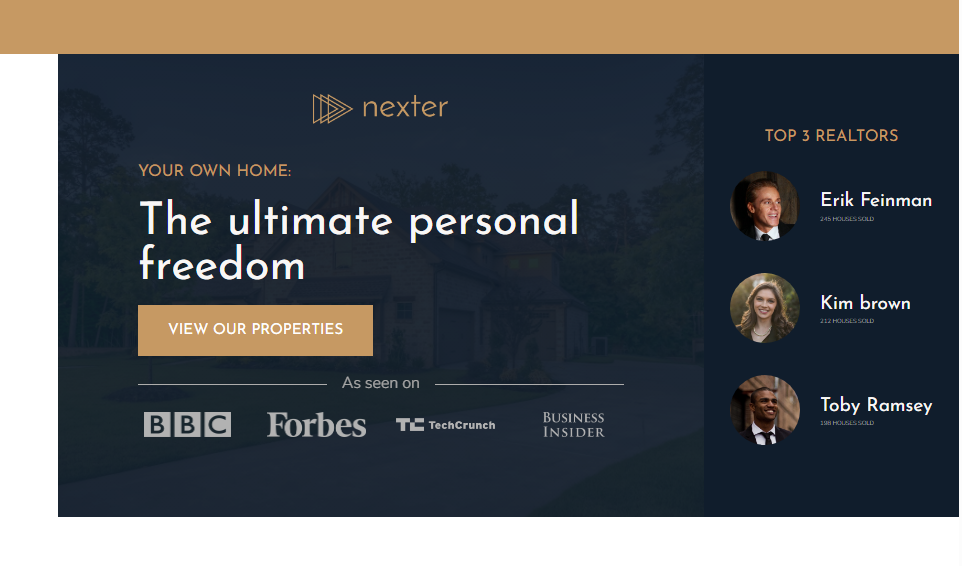 nexter
YOUR OWN HOME:
The ultimate personal
freedom
VIEW OUR PROPERTIES
As seen on
BBC
Forbes
TC TechCrunch
BUSINESS
INSIDER
TOP 3 REALTORS
Erik Feinman
245 HOUSES SOLD
Kim brown
212 HOUSES SOLD
Toby Ramsey
198 HOUSES SOLD